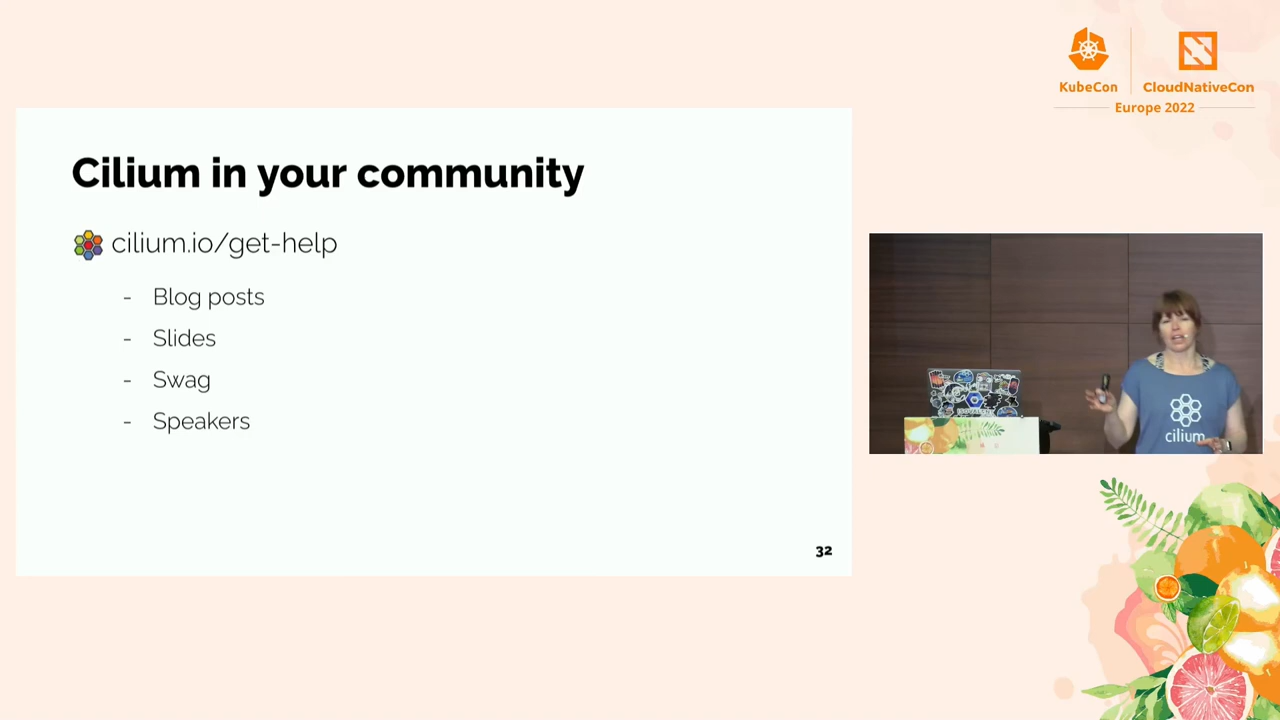 KubeCon
CloudNativeCon
Europe 2022
Cilium in your community
cilium.io/get-help
- Blog posts
- Slides
- Swag
- Speakers
32
cilium